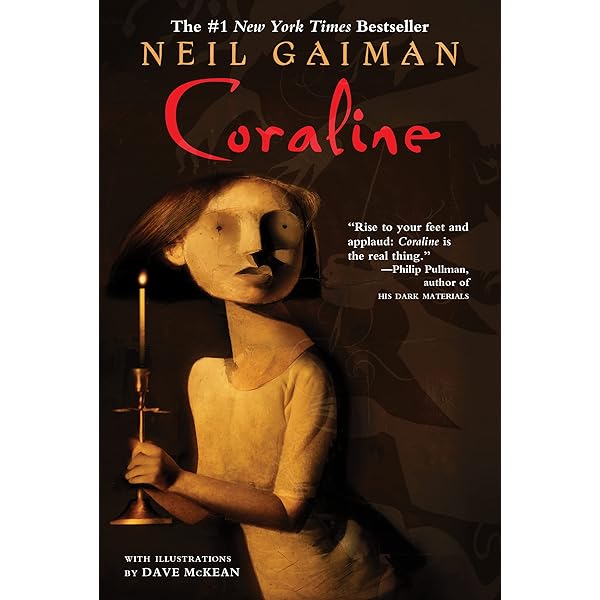 The #1 New York Times Bestseller
NEIL GAIMAN
Coraline
“Rise to your feet and
applaud: Coraline is
the real thing.”
—Philip Pullman,
author of
HIS DARK MATERIALS
WITH ILLUSTRATIONS
BY DAVE McKEAN